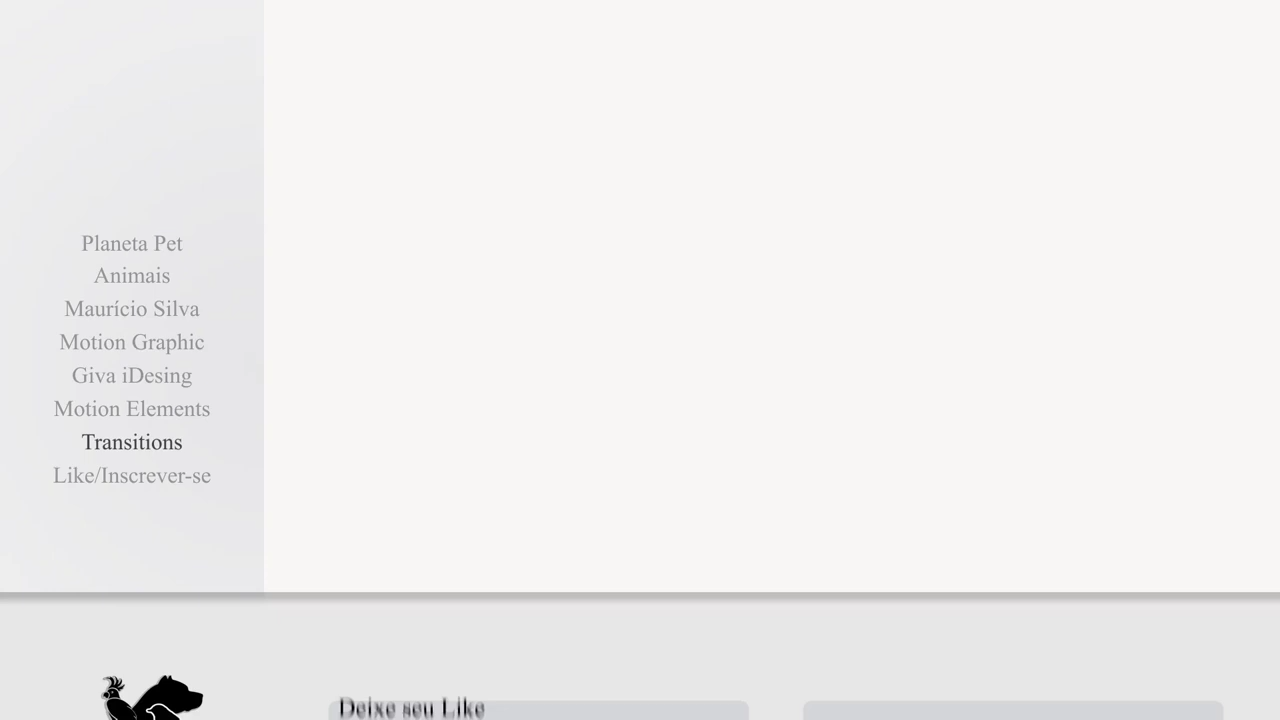 Planeta Pet
Animais
Maurício Silva
Motion Graphic
Giva iDesing
Motion Elements
Transitions
Like/Inscrever-se
Deixe seu Like